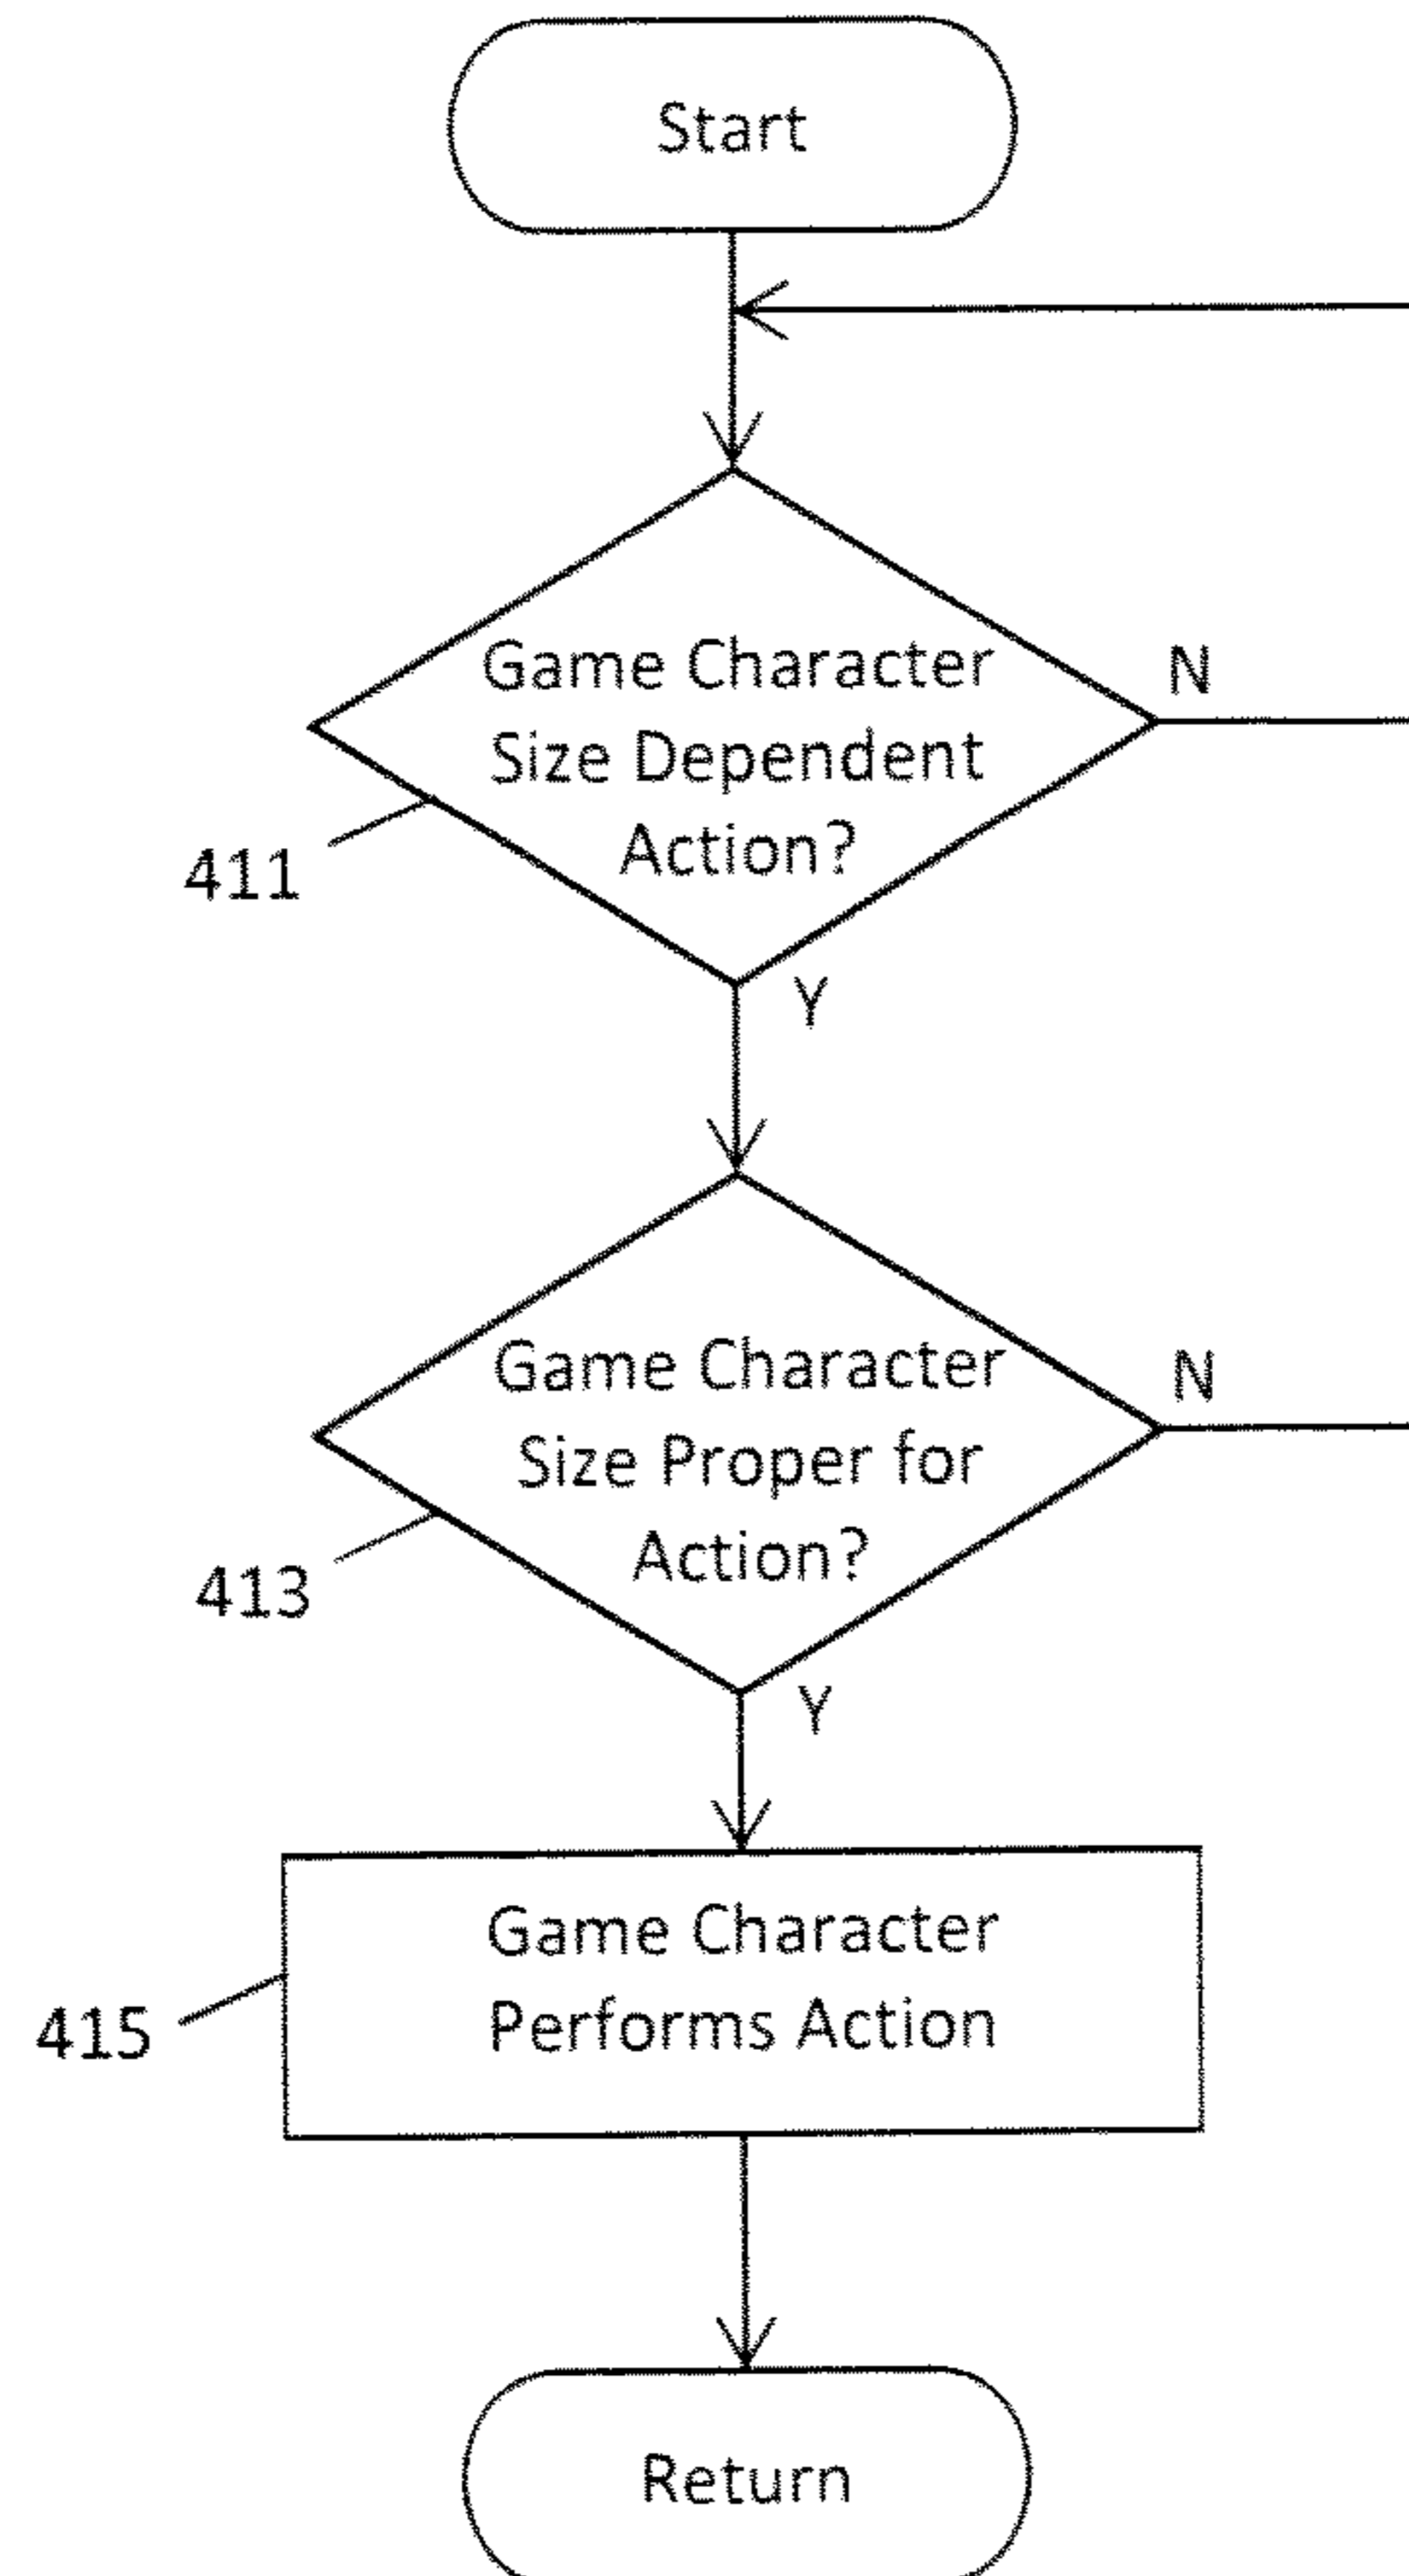 Start
Game Character
Size Dependent
Action?
N
411
Y
Game Character
Size Proper for
Action?
N
413
Y
Game Character
Performs Action
415
Return